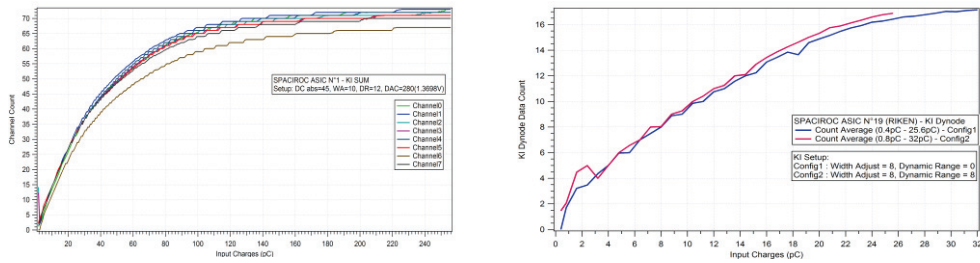 Channel Count
75
70
65
60
55
50
45
40
35
30
25
20
15
10
5
0
20 40 60 80 100 120 140 160 180 200 220 240
Input Charges (pC)
SPACIROC ASIC N°1 - KI SUM
Setup: DC abs=45, WA=10, DR=12, DAC=280(1.3698V)
Channel0
Channel1
Channel2
Channel3
Channel4
Channel5
Channel6
Channel7
KI Dynode Data Count
16
14
12
10
8
6
4
2
0
0 2 4 6 8 10 12 14 16 18 20 22 24 26 28 30 32
Input Charges (pC)
SPACIROC ASIC N°19 (RIKEN) - KI Dynode
Count Average (0.4pC - 25.6pC) - Config1
Count Average (0.8pC - 32pC) - Config2
KI Setup:
Config1 : Width Adjust = 8, Dynamic Range = 0
Config2 : Width Adjust = 8, Dynamic Range = 8